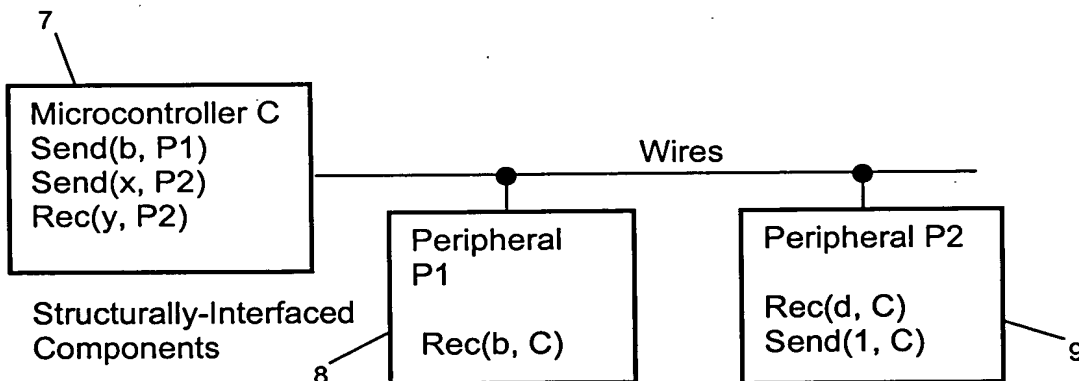 7
Microcontroller C
Send(b, P1)
Send(x, P2)
Rec(y, P2)
Wires
Peripheral
P1
Rec(b, C)
Peripheral P2
Rec(d, C)
Send(1, C)
Structurally-Interfaced
Components
8
9